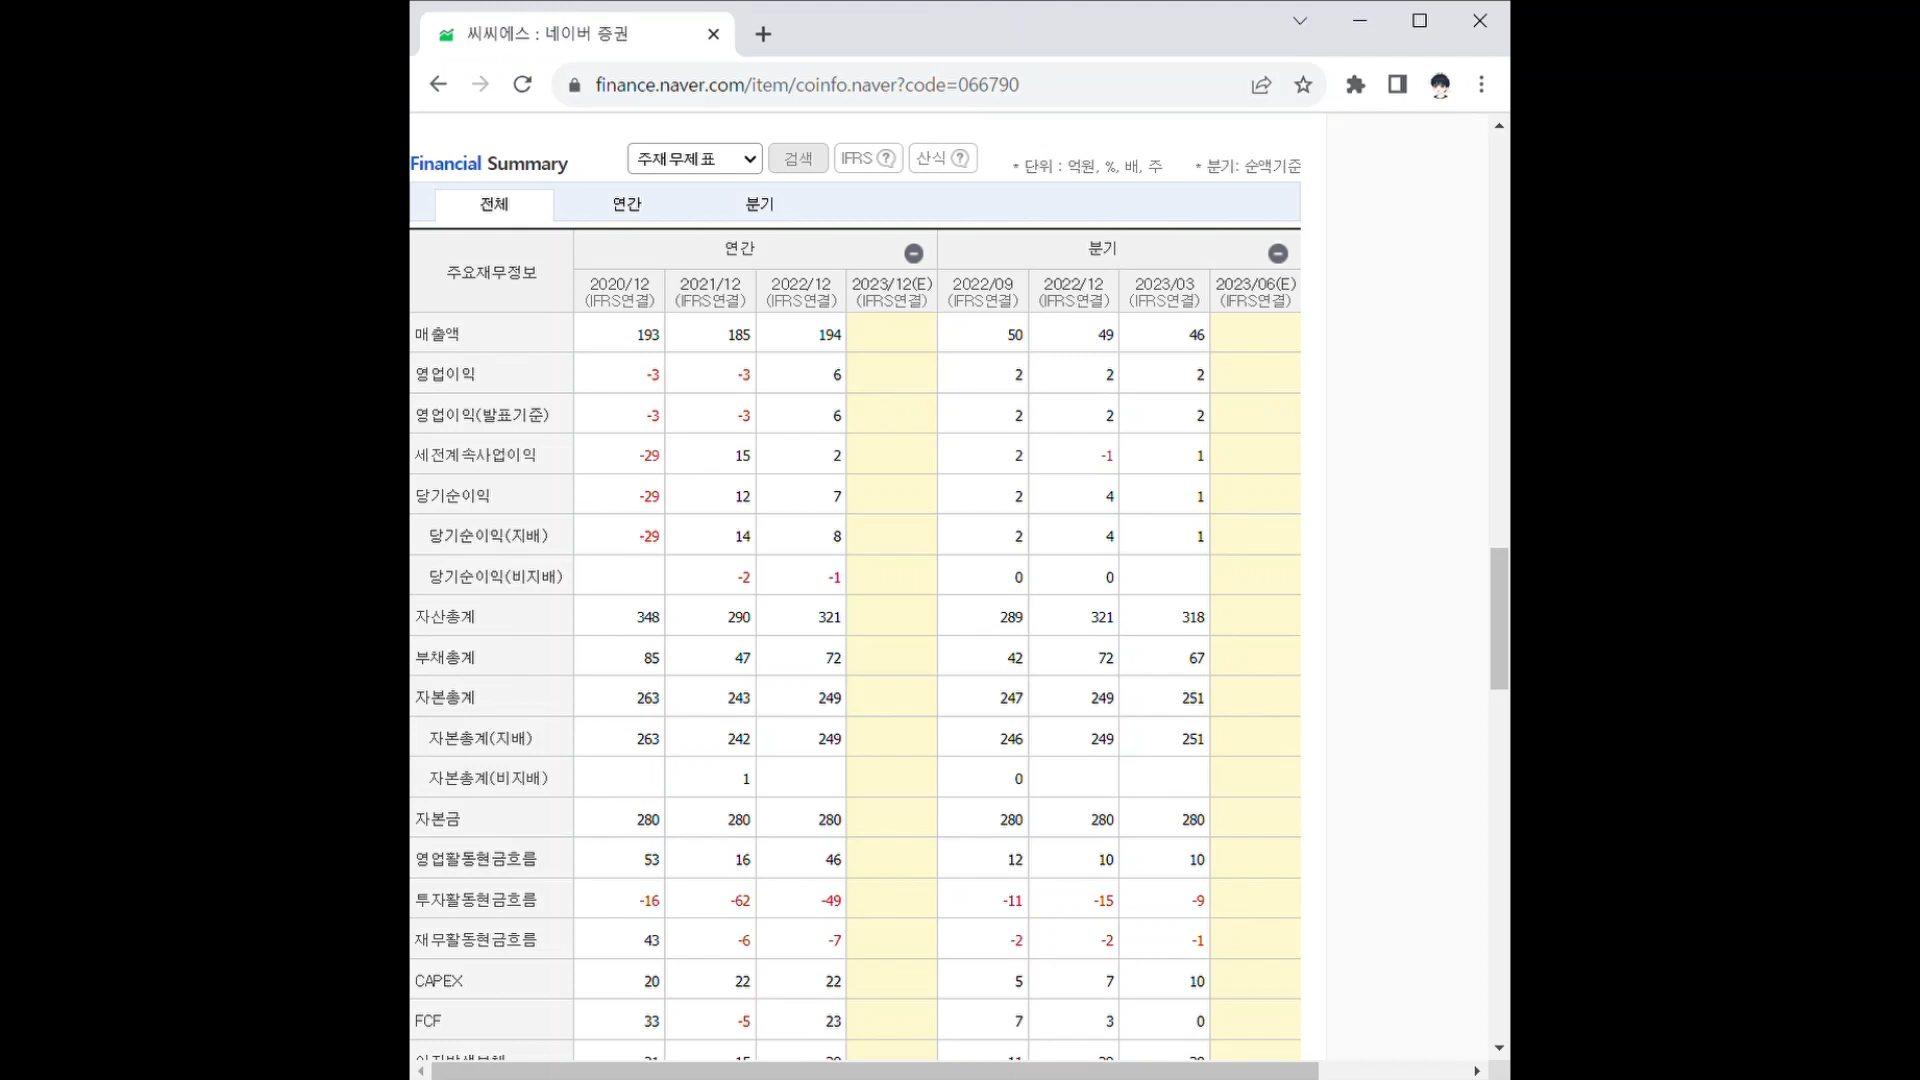 씨씨에스 : 네이버 증권
finance.naver.com/item/coinfo.naver?code=066790
Financial Summary 주재무제표 검색 IFRS ? 산식 ? * 단위 : 억원, %, 배, 주 * 분기: 순액기준
전체 연간 분기
주요재무정보 연간 분기
2020/12 2021/12 2022/12 2023/12(E) 2022/09 2022/12 2023/03 2023/06(E)
(IFRS연결) (IFRS연결) (IFRS연결) (IFRS연결) (IFRS연결) (IFRS연결) (IFRS연결) (IFRS연결)
매출액 193 185 194 50 49 46
영업이익 -3 -3 6 2 2 2
영업이익(발표기준) -3 -3 6 2 2 2
세전계속사업이익 -29 15 2 2 -1 1
당기순이익 -29 12 7 2 4 1
당기순이익(지배) -29 14 8 2 4 1
당기순이익(비지배) -2 -1 0 0
자산총계 348 290 321 289 321 318
부채총계 85 47 72 42 72 67
자본총계 263 243 249 247 249 251
자본총계(지배) 263 242 249 246 249 251
자본총계(비지배) 1 0
자본금 280 280 280 280 280 280
영업활동현금흐름 53 16 46 12 10 10
투자활동현금흐름 -16 -62 -49 -11 -15 -9
재무활동현금흐름 43 -6 -7 -2 -2 -1
CAPEX 20 22 22 5 7 10
FCF 33 -5 23 7 3 0